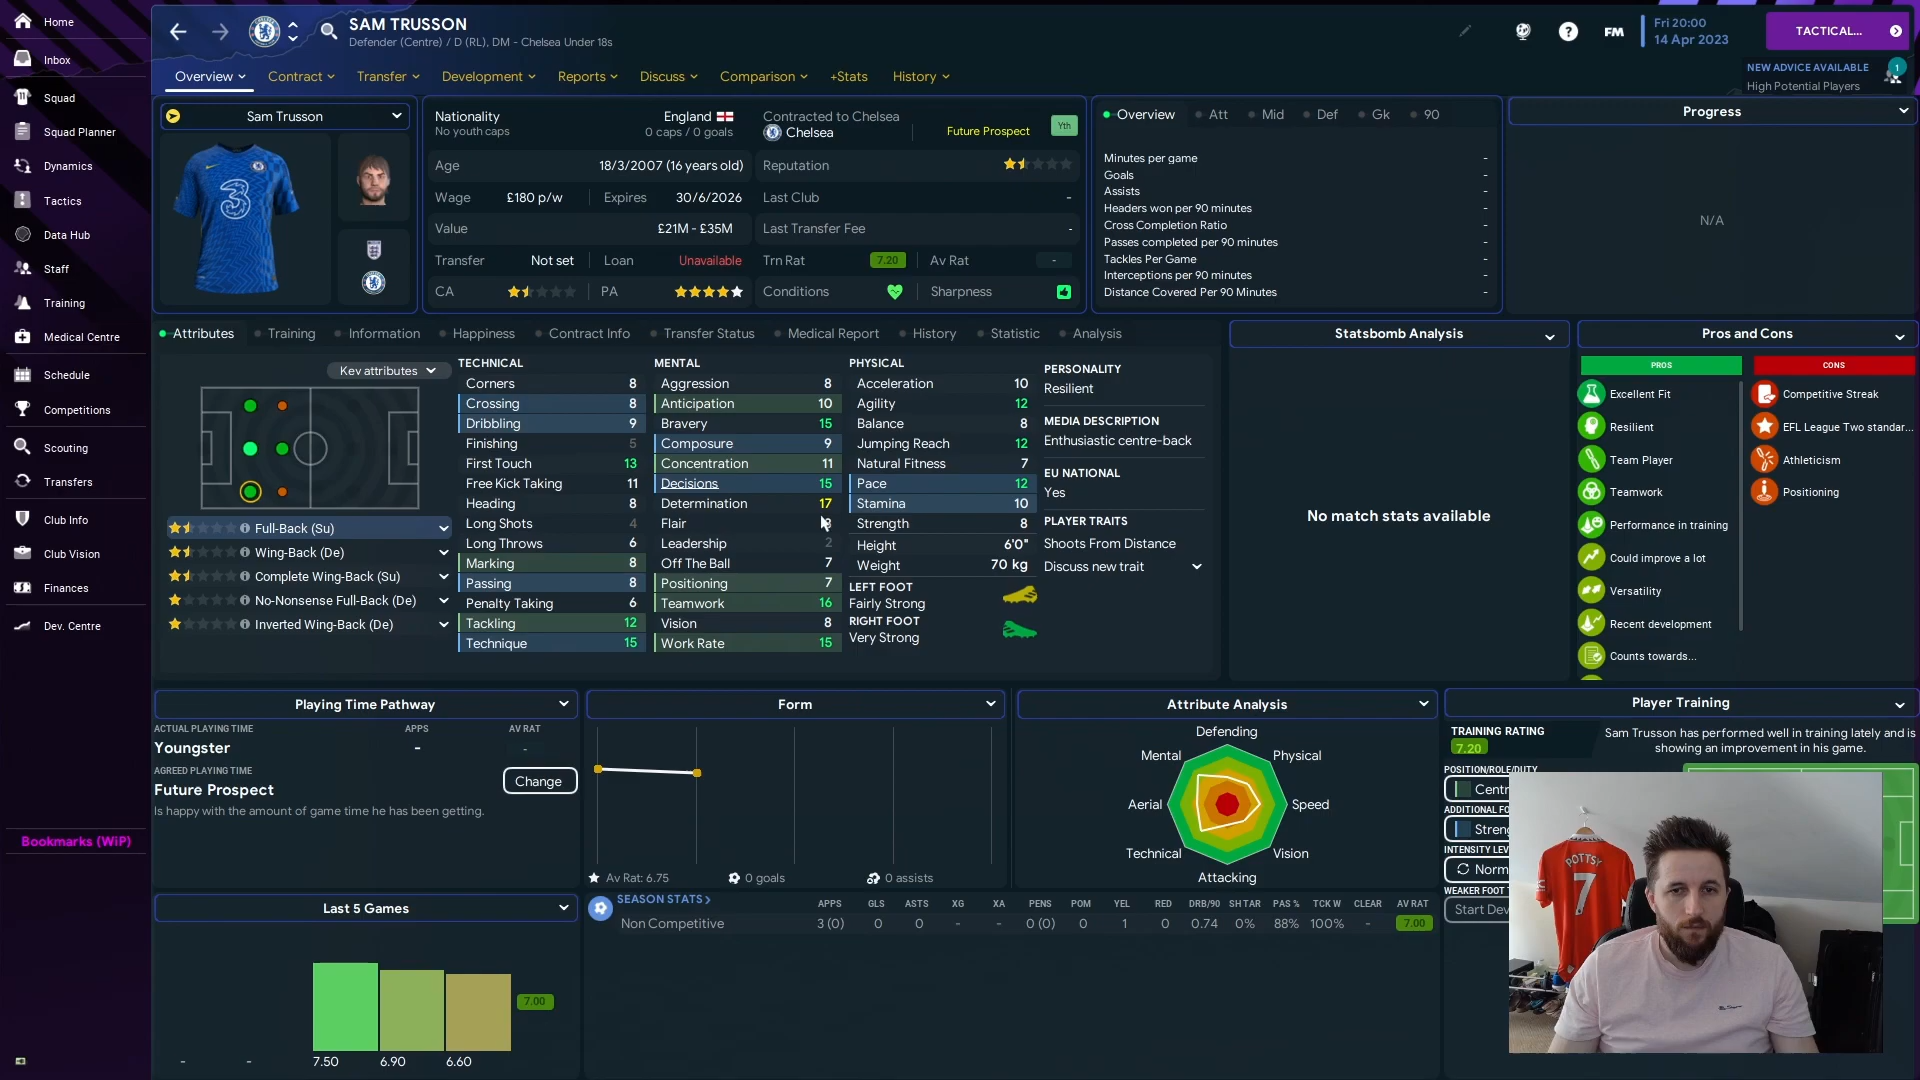 Home
Inbox
Squad
Squad Planner
Dynamics
Tactics
Data Hub
Staff
Training
Medical Centre
Schedule
Competitions
Scouting
Transfers
Club Info
Club Vision
Finances
Dev. Centre
Bookmarks (WiP)
SAM TRUSSON
Defender (Centre) / D (RL), DM - Chelsea Under 18s
FM
Fri 20:00
14 Apr 2023
TACTICAL...
NEW ADVICE AVAILABLE 1
High Potential Players
Overview Contract Transfer Development Reports Discuss Comparison +Stats History
Sam Trusson
3
Nationality England
No youth caps 0 caps / 0 goals
Age 18/3/2007 (16 years old)
Wage £180 p/w Expires 30/6/2026
Value £21M - £35M
Transfer Not set Loan Unavailable
CA PA
Contracted to Chelsea
Chelsea Future Prospect Yth
Reputation
Last Club -
Last Transfer Fee -
Trn Rat 7.20 Av Rat -
Conditions Sharpness
Overview Att Mid Def Gk 90
Minutes per game -
Goals -
Assists -
Headers won per 90 minutes -
Cross Completion Ratio -
Passes completed per 90 minutes -
Tackles Per Game -
Interceptions per 90 minutes -
Distance Covered Per 90 Minutes -
Progress
N/A
Attributes Training Information Happiness Contract Info Transfer Status Medical Report History Statistic Analysis
Key attributes
Full-Back (Su)
Wing-Back (De)
Complete Wing-Back (Su)
No-Nonsense Full-Back (De)
Inverted Wing-Back (De)
TECHNICAL
Corners 8
Crossing 8
Dribbling 9
Finishing 5
First Touch 13
Free Kick Taking 11
Heading 8
Long Shots 4
Long Throws 6
Marking 8
Passing 8
Penalty Taking 6
Tackling 12
Technique 15
MENTAL
Aggression 8
Anticipation 10
Bravery 15
Composure 9
Concentration 11
Decisions 15
Determination 17
Flair
Leadership 2
Off The Ball 7
Positioning 7
Teamwork 16
Vision 8
Work Rate 15
PHYSICAL
Acceleration 10
Agility 12
Balance 8
Jumping Reach 12
Natural Fitness 7
Pace 12
Stamina 10
Strength 8
Height 6'0"
Weight 70 kg
LEFT FOOT
Fairly Strong
RIGHT FOOT
Very Strong
PERSONALITY
Resilient
MEDIA DESCRIPTION
Enthusiastic centre-back
EU NATIONAL
Yes
PLAYER TRAITS
Shoots From Distance
Discuss new trait
Statsbomb Analysis
No match stats available
Pros and Cons
PROS CONS
Excellent Fit
Resilient
Team Player
Teamwork
Performance in training
Could improve a lot
Versatility
Recent development
Counts towards...
Competitive Streak
EFL League Two standar...
Athleticism
Positioning
Playing Time Pathway
ACTUAL PLAYING TIME APPS AV RAT
Youngster - -
AGREED PLAYING TIME
Future Prospect
Change
Is happy with the amount of game time he has been getting.
Form
Av Rat: 6.75 0 goals 0 assists
Attribute Analysis
Defending
Mental Physical
Aerial Speed
Technical Vision
Attacking
Player Training
TRAINING RATING
7.20
Sam Trusson has performed well in training lately and is
showing an improvement in his game.
POSITION/ROLE/DUTY
Centr
ADDITIONAL FO
Streng
INTENSITY LEV
Norm
WEAKER FOOT T
Start Dev
POTTSY
7
Last 5 Games
- - 7.50 6.90 6.60
7.00
SEASON STATS APPS GLS ASTS XG XA PENS POM YEL RED DRB/90 SH TAR PAS % TCK W CLEAR AV RAT
Non Competitive 3 (0) 0 0 - - 0 (0) 0 1 0 0.74 0% 88% 100% - 7.00